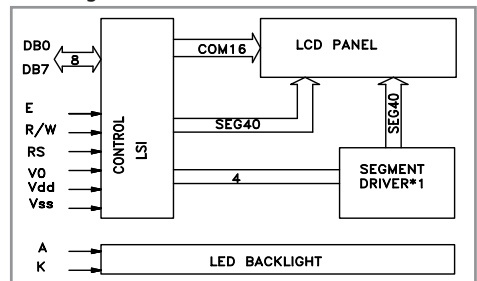 DB0
DB7
8
E
R/W
RS
V0
Vdd
Vss
CONTROL
LSI
COM16
LCD PANEL
SEG40
SEG40
4
SEGMENT
DRIVER*1
A
K
LED BACKLIGHT